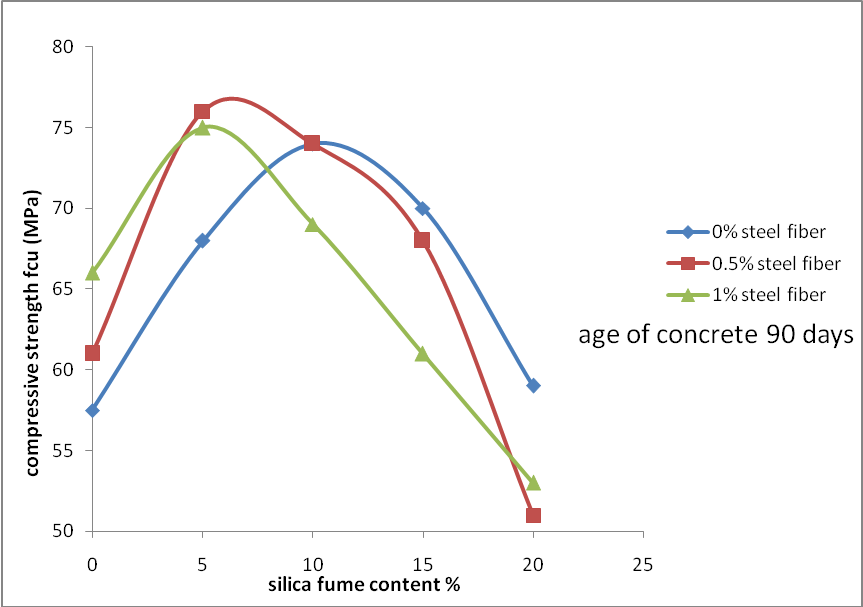 80
75
70
65
60
55
50
compressive strength fcu (MPa)
0 5 10 15 20 25
silica fume content %
0% steel fiber
0.5% steel fiber
1% steel fiber
age of concrete 90 days